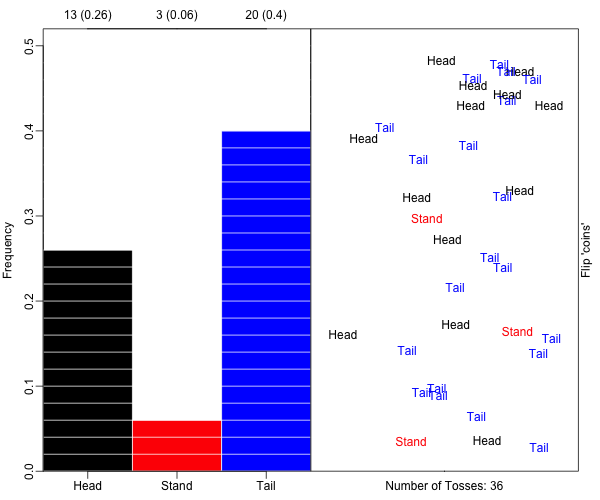 13 (0.26) 3 (0.06) 20 (0.4)
Frequency
0.5
0.4
0.3
0.2
0.1
0.0
Head Stand Tail
Head
Tail
Tail
Head
Tail
Tail
Head
Head
Tail
Head
Head
Tail
Head
Tail
Tail
Head
Tail
Head
Stand
Head
Tail
Tail
Tail
Head
Stand
Head
Tail
Tail
Tail
Tail
Tail
Tail
Tail
Stand
Head
Tail
Flip 'coins'
Number of Tosses: 36